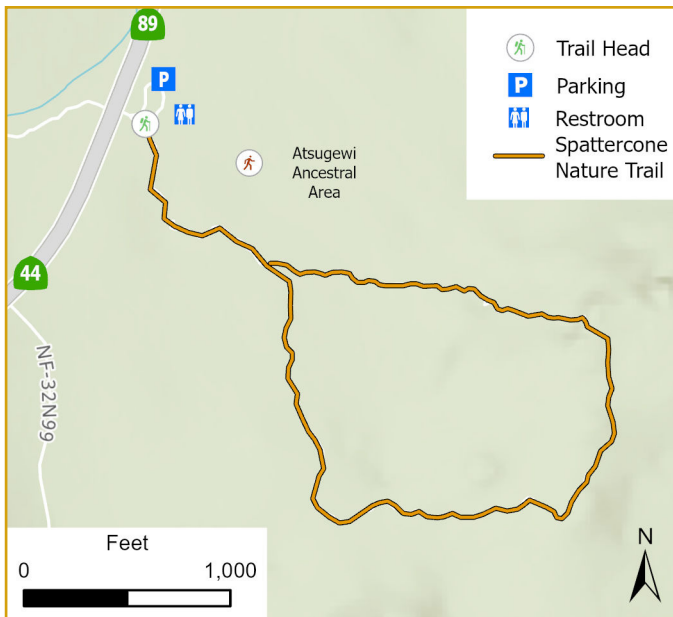 89
P
Trail Head
P
Parking
Restroom
Spattercone
Nature Trail
Atsugewi
Ancestral
Area
44
NF-32N99
Feet
0 1,000
N